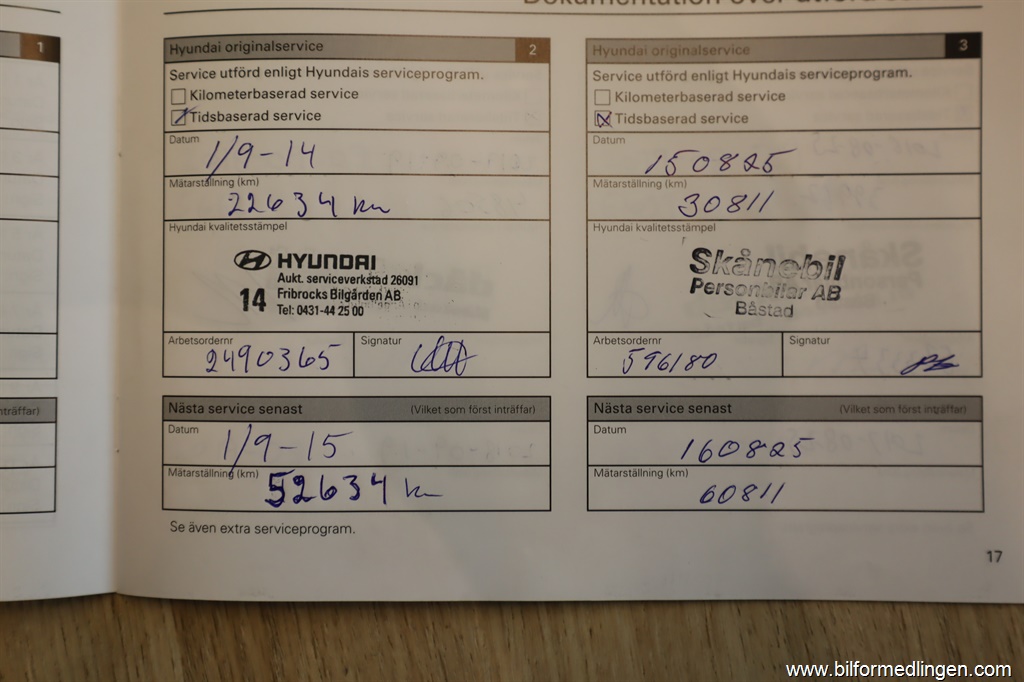 Dokumentation över utförd
1
nträffar)
Hyundai originalservice 2
Service utförd enligt Hyundais serviceprogram.
Kilometerbaserad service
Tidsbaserad service
Datum
1/9-14
Mätarställning (km)
22634 km
Hyundai kvalitetsstämpel
HYUNDAI
Aukt. serviceverkstad 26091
14 Fribrocks Bilgården AB
Tel: 0431-44 25 00
Arbetsordernr
2490365
Signatur
Nästa service senast (Vilket som först inträffar)
Datum
1/9-15
Mätarställning (km)
52634 km
Se även extra serviceprogram.
Hyundai originalservice 3
Service utförd enligt Hyundais serviceprogram.
Kilometerbaserad service
Tidsbaserad service
Datum
150825
Mätarställning (km)
30811
Hyundai kvalitetsstämpel
Skånebil
Personbilar AB
Båstad
Arbetsordernr
596180
Signatur
Nästa service senast (Vilket som först inträffar)
Datum
160825
Mätarställning (km)
60811
17
www.bilformedlingen.com